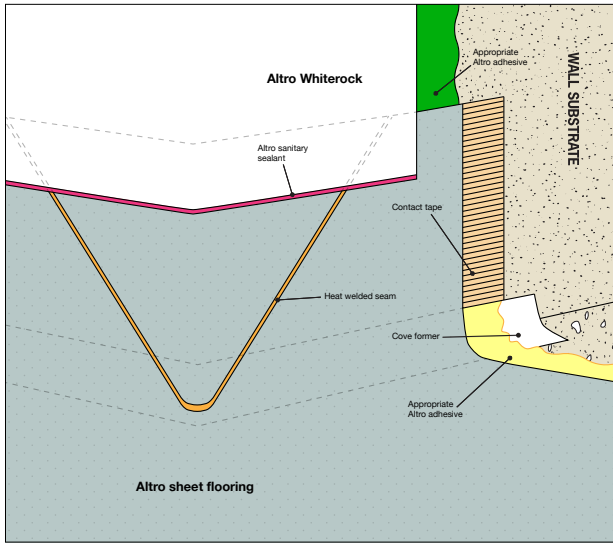 Appropriate
Altro adhesive
WALL SUBSTRATE
Altro Whiterock
Altro sanitary
sealant
Contact tape
Heat welded seam
Cove former
Appropriate
Altro adhesive
Altro sheet flooring